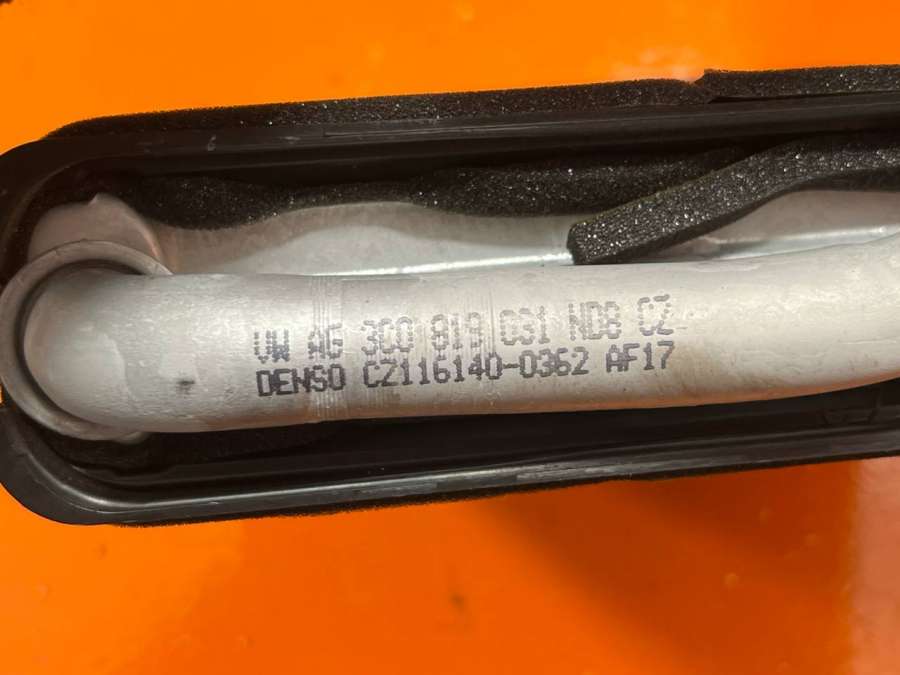 VW AG 3C0 819 031 ND8 CZ
DENSO CZ116140-0362 AF17